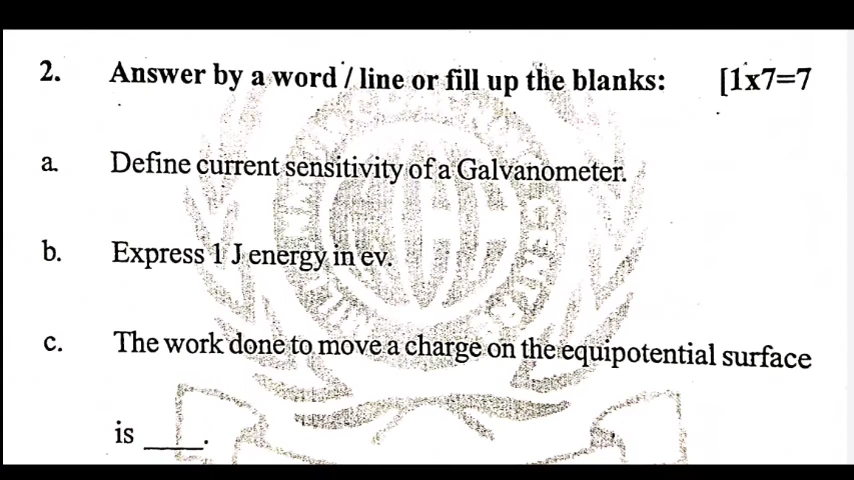 2. Answer by a word / line or fill up the blanks: [1x7=7
a. Define current sensitivity of a Galvanometer.
b. Express 1 J energy in ev.
c. The work done to move a charge on the equipotential surface
is ____.